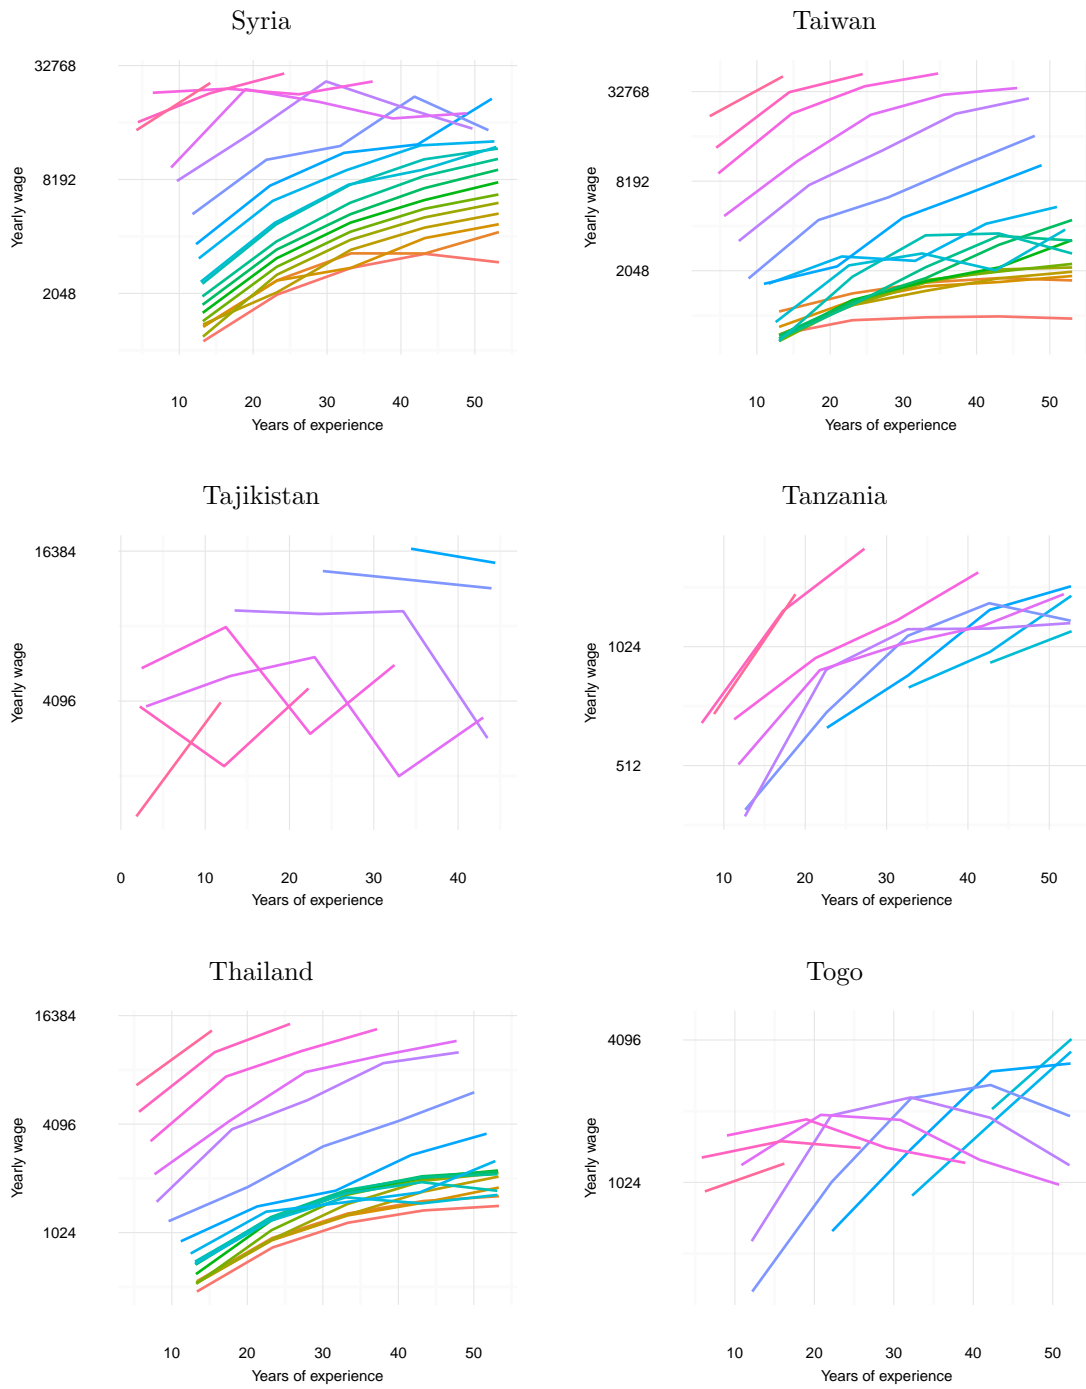 Syria
Taiwan
32768
8192
2048
Yearly wage
10 20 30 40 50
Years of experience
32768
8192
2048
Yearly wage
10 20 30 40 50
Years of experience
Tajikistan
Tanzania
16384
4096
Yearly wage
0 10 20 30 40
Years of experience
1024
512
Yearly wage
10 20 30 40 50
Years of experience
Thailand
Togo
16384
4096
1024
Yearly wage
10 20 30 40 50
Years of experience
4096
1024
Yearly wage
10 20 30 40 50
Years of experience